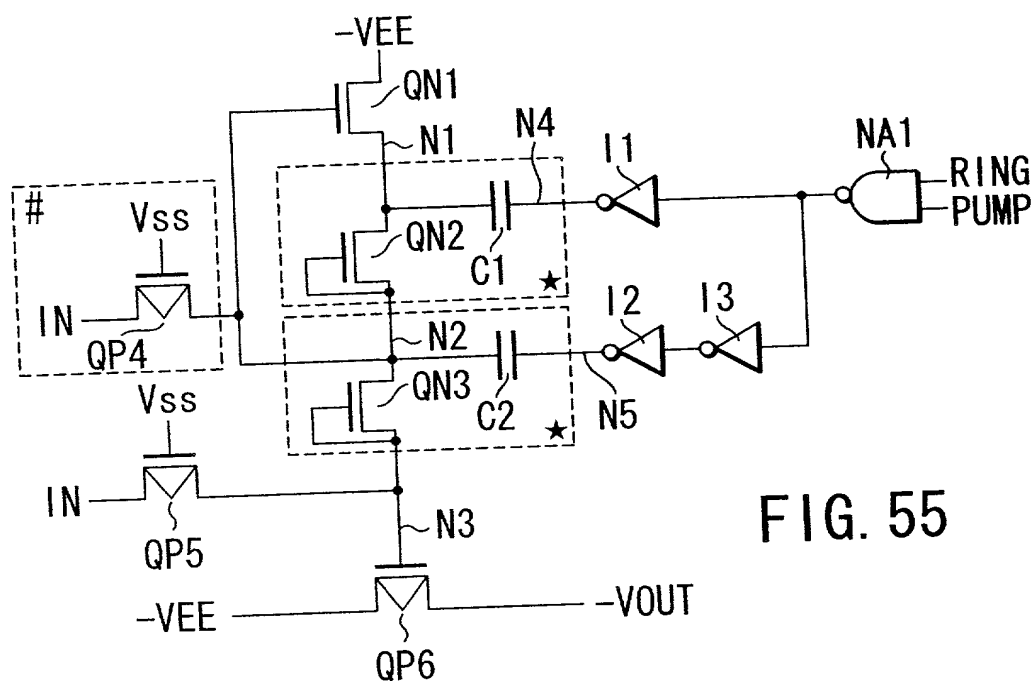 -VEE
QN1
N1
N4
I1
NA1
RING
PUMP
#
VSS
IN
QP4
QN2
C1
★
N2
I2
I3
QN3
C2
★
N5
VSS
IN
QP5
N3
-VEE
-VOUT
QP6
FIG. 55